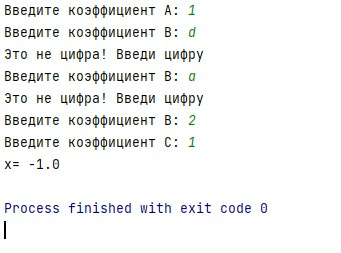 Введите коэффициент A: 1
Введите коэффициент B: d
Это не цифра! Введи цифру
Введите коэффициент B: a
Это не цифра! Введи цифру
Введите коэффициент B: 2
Введите коэффициент C: 1
x= -1.0
Process finished with exit code 0